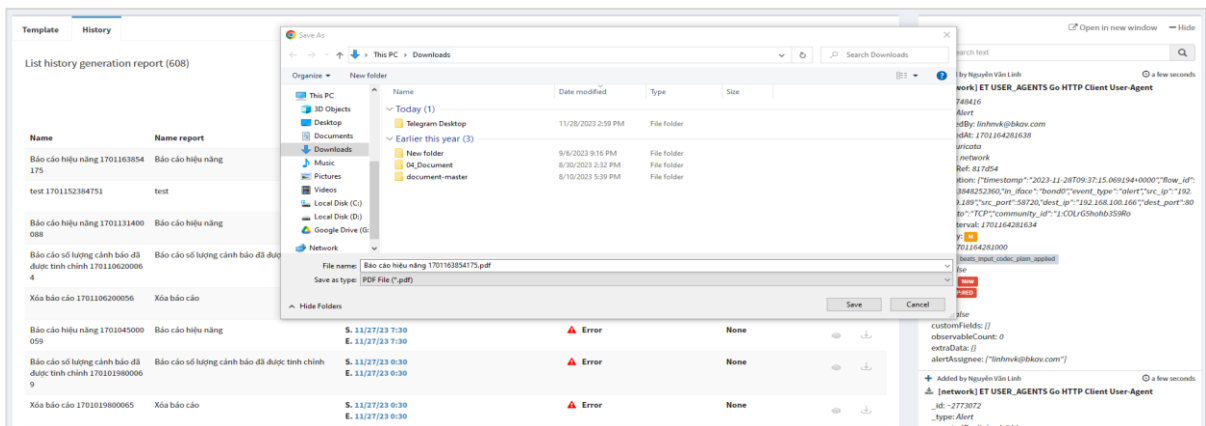 Template History
List history generation report (608)
Name Name report
Báo cáo hiệu năng 1701163854 Báo cáo hiệu năng
175
test 1701152384751 test
Báo cáo hiệu năng 1701131400 Báo cáo hiệu năng
088
Báo cáo số lượng cảnh báo đã Báo cáo số lượng cảnh báo đã
được tinh chỉnh 170110620006
4
Xóa báo cáo 1701106200056 Xóa báo cáo
Báo cáo hiệu năng 1701045000 Báo cáo hiệu năng S. 11/27/23 7:30 Error None
059 E. 11/27/23 7:30
Báo cáo số lượng cảnh báo đã Báo cáo số lượng cảnh báo đã được tinh chỉnh S. 11/27/23 0:30 Error None
được tinh chỉnh 170101980006 E. 11/27/23 0:30
9
Xóa báo cáo 1701019800065 Xóa báo cáo S. 11/27/23 0:30 Error None
E. 11/27/23 0:30
Save As
This PC > Downloads
Search Downloads
Organize New folder
This PC
3D Objects
Desktop
Documents
Downloads
Music
Pictures
Videos
Local Disk (C:)
Local Disk (D:)
Google Drive (G:
Network
Name Date modified Type Size
Today (1)
Telegram Desktop 11/28/2023 2:59 PM File folder
Earlier this year (3)
New folder 9/6/2023 9:16 PM File folder
04_Document 8/30/2023 2:32 PM File folder
document-master 8/10/2023 5:39 PM File folder
File name: Báo cáo hiệu năng 1701163854175.pdf
Save as type: PDF File (*.pdf)
Hide Folders Save Cancel
Open in new window Hide
text
by Nguyễn Văn Linh a few seconds
ET USER_AGENTS Go HTTP Client User-Agent
748416
Alert
linhnvk@bkav.com
1701164281638
network
817d54
{"timestamp":"2023-11-28T09:37:15.069194+0000","flow_id":
3848252360,"in_iface":"bond0","event_type":"alert","src_ip":"192.
"src_port":58720,"dest_ip":"192.168.100.166","dest_port":80
"TCP","community_id":
1701164281634
M
701164281000
beats_input_codec_plain_applied
New
customFields: []
observableCount: 0
extraData: {}
alertAssignee: ["linhnvk@bkav.com"]
Added by Nguyễn Văn Linh a few seconds
[network] ET USER_AGENTS Go HTTP Client User-Agent
_id: ~2773072
_type: Alert